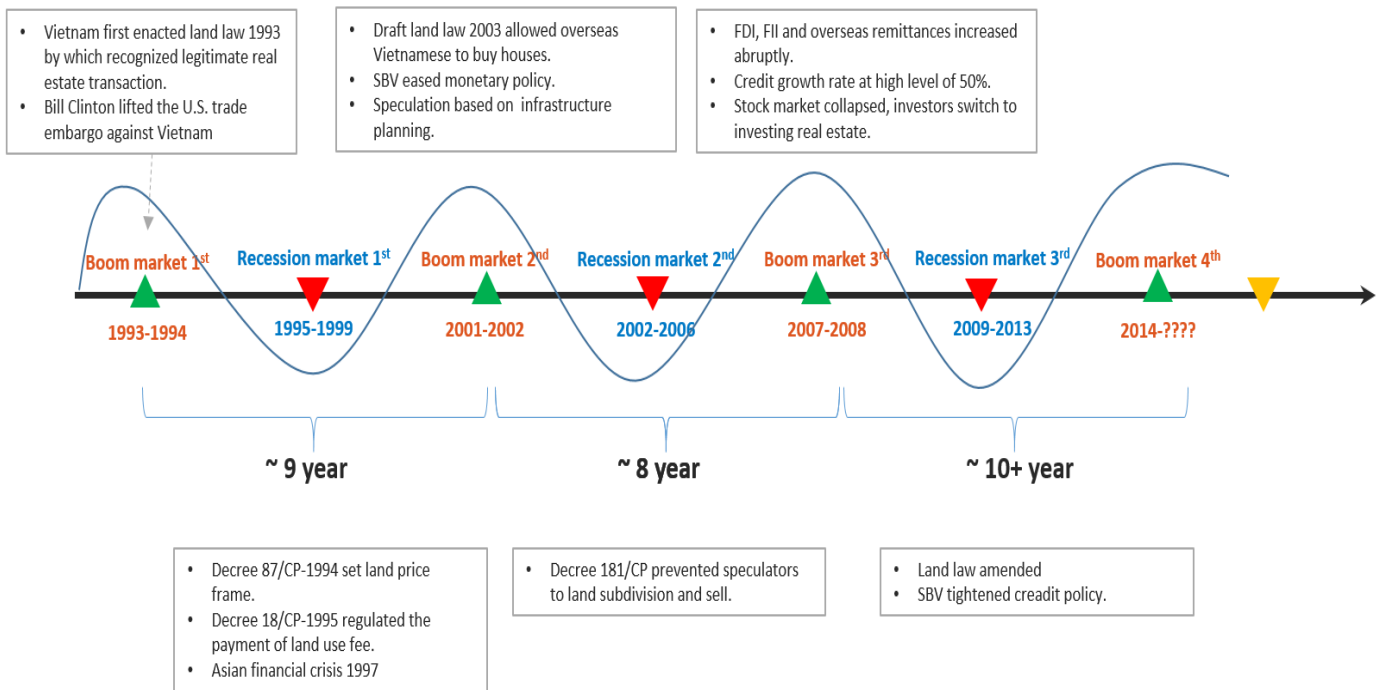 • Vietnam first enacted land law 1993
by which recognized legitimate real
estate transaction.
• Bill Clinton lifted the U.S. trade
embargo against Vietnam
• Draft land law 2003 allowed overseas
Vietnamese to buy houses.
• SBV eased monetary policy.
• Speculation based on infrastructure
planning.
• FDI, FII and overseas remittances increased
abruptly.
• Credit growth rate at high level of 50%.
• Stock market collapsed, investors switch to
investing real estate.
Boom market 1st
Recession market 1st
Boom market 2nd
Recession market 2nd
Boom market 3rd
Recession market 3rd
Boom market 4th
1993-1994
1995-1999
2001-2002
2002-2006
2007-2008
2009-2013
2014-????
~ 9 year
~ 8 year
~ 10+ year
• Decree 87/CP-1994 set land price
frame.
• Decree 18/CP-1995 regulated the
payment of land use fee.
• Asian financial crisis 1997
• Decree 181/CP prevented speculators
to land subdivision and sell.
• Land law amended
• SBV tightened creadit policy.